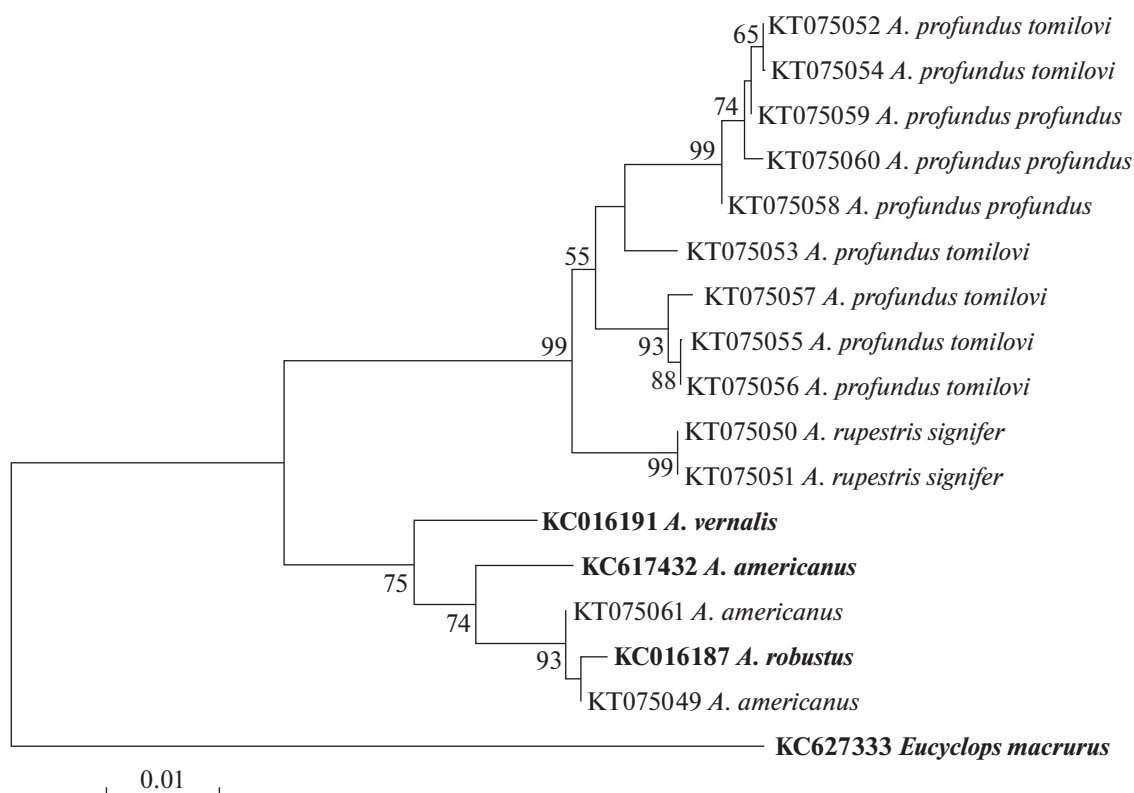 65
KT075052 A. profundus tomilovi
KT075054 A. profundus tomilovi
74
KT075059 A. profundus profundus
99
KT075060 A. profundus profundus
KT075058 A. profundus profundus
55
KT075053 A. profundus tomilovi
KT075057 A. profundus tomilovi
99
93
KT075055 A. profundus tomilovi
88
KT075056 A. profundus tomilovi
KT075050 A. rupestris signifer
99
KT075051 A. rupestris signifer
KC016191 A. vernalis
75
KC617432 A. americanus
74
KT075061 A. americanus
93
KC016187 A. robustus
KT075049 A. americanus
KC627333 Eucyclops macrurus
0.01